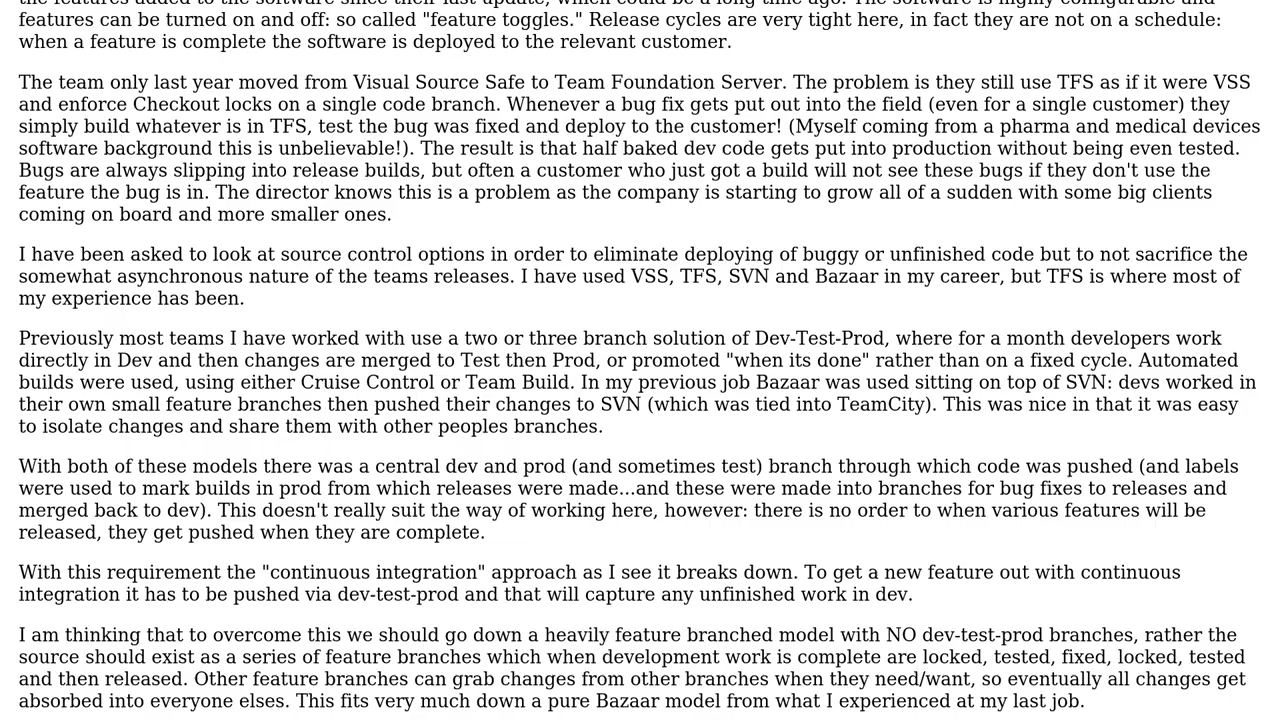 the features added to the software since their last update, which could be a long time ago. The software is highly configurable and
features can be turned on and off: so called "feature toggles." Release cycles are very tight here, in fact they are not on a schedule:
when a feature is complete the software is deployed to the relevant customer.
The team only last year moved from Visual Source Safe to Team Foundation Server. The problem is they still use TFS as if it were VSS
and enforce Checkout locks on a single code branch. Whenever a bug fix gets put out into the field (even for a single customer) they
simply build whatever is in TFS, test the bug was fixed and deploy to the customer! (Myself coming from a pharma and medical devices
software background this is unbelievable!). The result is that half baked dev code gets put into production without being even tested.
Bugs are always slipping into release builds, but often a customer who just got a build will not see these bugs if they don't use the
feature the bug is in. The director knows this is a problem as the company is starting to grow all of a sudden with some big clients
coming on board and more smaller ones.
I have been asked to look at source control options in order to eliminate deploying of buggy or unfinished code but to not sacrifice the
somewhat asynchronous nature of the teams releases. I have used VSS, TFS, SVN and Bazaar in my career, but TFS is where most of
my experience has been.
Previously most teams I have worked with use a two or three branch solution of Dev-Test-Prod, where for a month developers work
directly in Dev and then changes are merged to Test then Prod, or promoted "when its done" rather than on a fixed cycle. Automated
builds were used, using either Cruise Control or Team Build. In my previous job Bazaar was used sitting on top of SVN: devs worked in
their own small feature branches then pushed their changes to SVN (which was tied into TeamCity). This was nice in that it was easy
to isolate changes and share them with other peoples branches.
With both of these models there was a central dev and prod (and sometimes test) branch through which code was pushed (and labels
were used to mark builds in prod from which releases were made...and these were made into branches for bug fixes to releases and
merged back to dev). This doesn't really suit the way of working here, however: there is no order to when various features will be
released, they get pushed when they are complete.
With this requirement the "continuous integration" approach as I see it breaks down. To get a new feature out with continuous
integration it has to be pushed via dev-test-prod and that will capture any unfinished work in dev.
I am thinking that to overcome this we should go down a heavily feature branched model with NO dev-test-prod branches, rather the
source should exist as a series of feature branches which when development work is complete are locked, tested, fixed, locked, tested
and then released. Other feature branches can grab changes from other branches when they need/want, so eventually all changes get
absorbed into everyone elses. This fits very much down a pure Bazaar model from what I experienced at my last job.